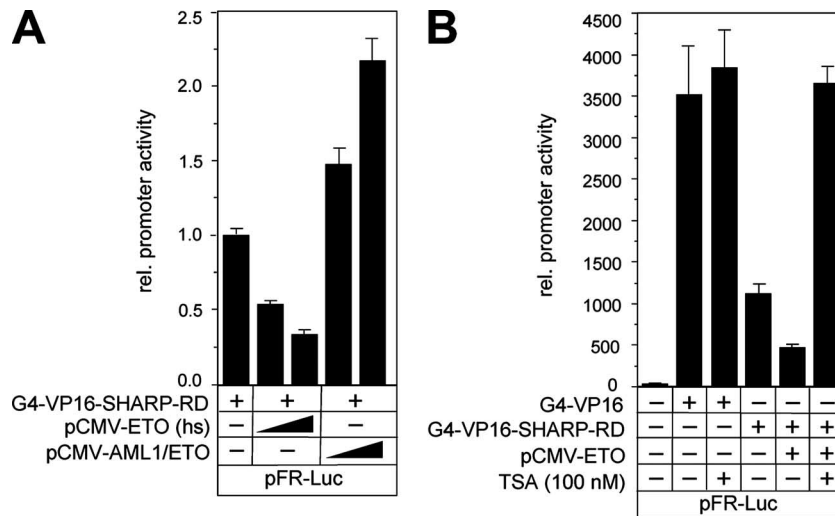 A
rel. promoter activity
2.5
2.0
1.5
1.0
0.5
0.0
G4-VP16-SHARP-RD + + +
pCMV-ETO (hs) − −
pCMV-AML1/ETO − −
pFR-Luc
B
rel. promoter activity
4500
4000
3500
3000
2500
2000
1500
1000
500
0
G4-VP16 − + + − − −
G4-VP16-SHARP-RD − − − + + +
pCMV-ETO − − − − + +
TSA (100 nM) − − + − − +
pFR-Luc